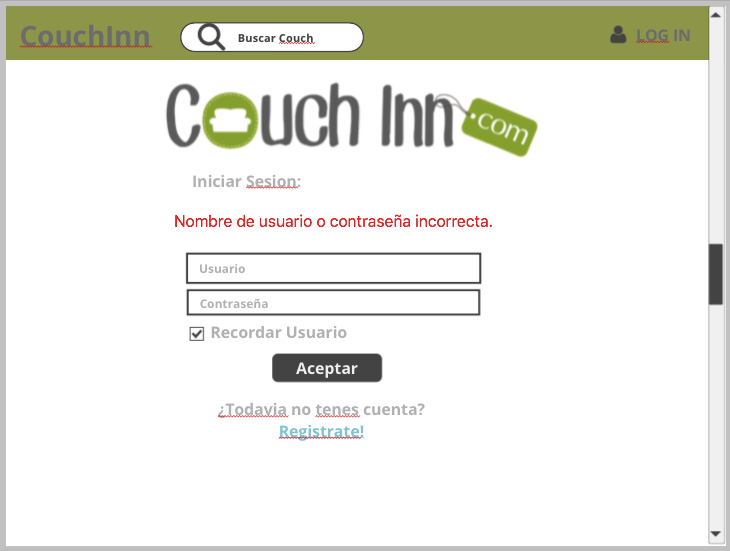 CouchInn
Buscar Couch
LOG IN
Couch Inn .com
Iniciar Sesion:
Nombre de usuario o contraseña incorrecta.
Usuario
Contraseña
Recordar Usuario
Aceptar
¿Todavia no tenes cuenta?
Registrate!